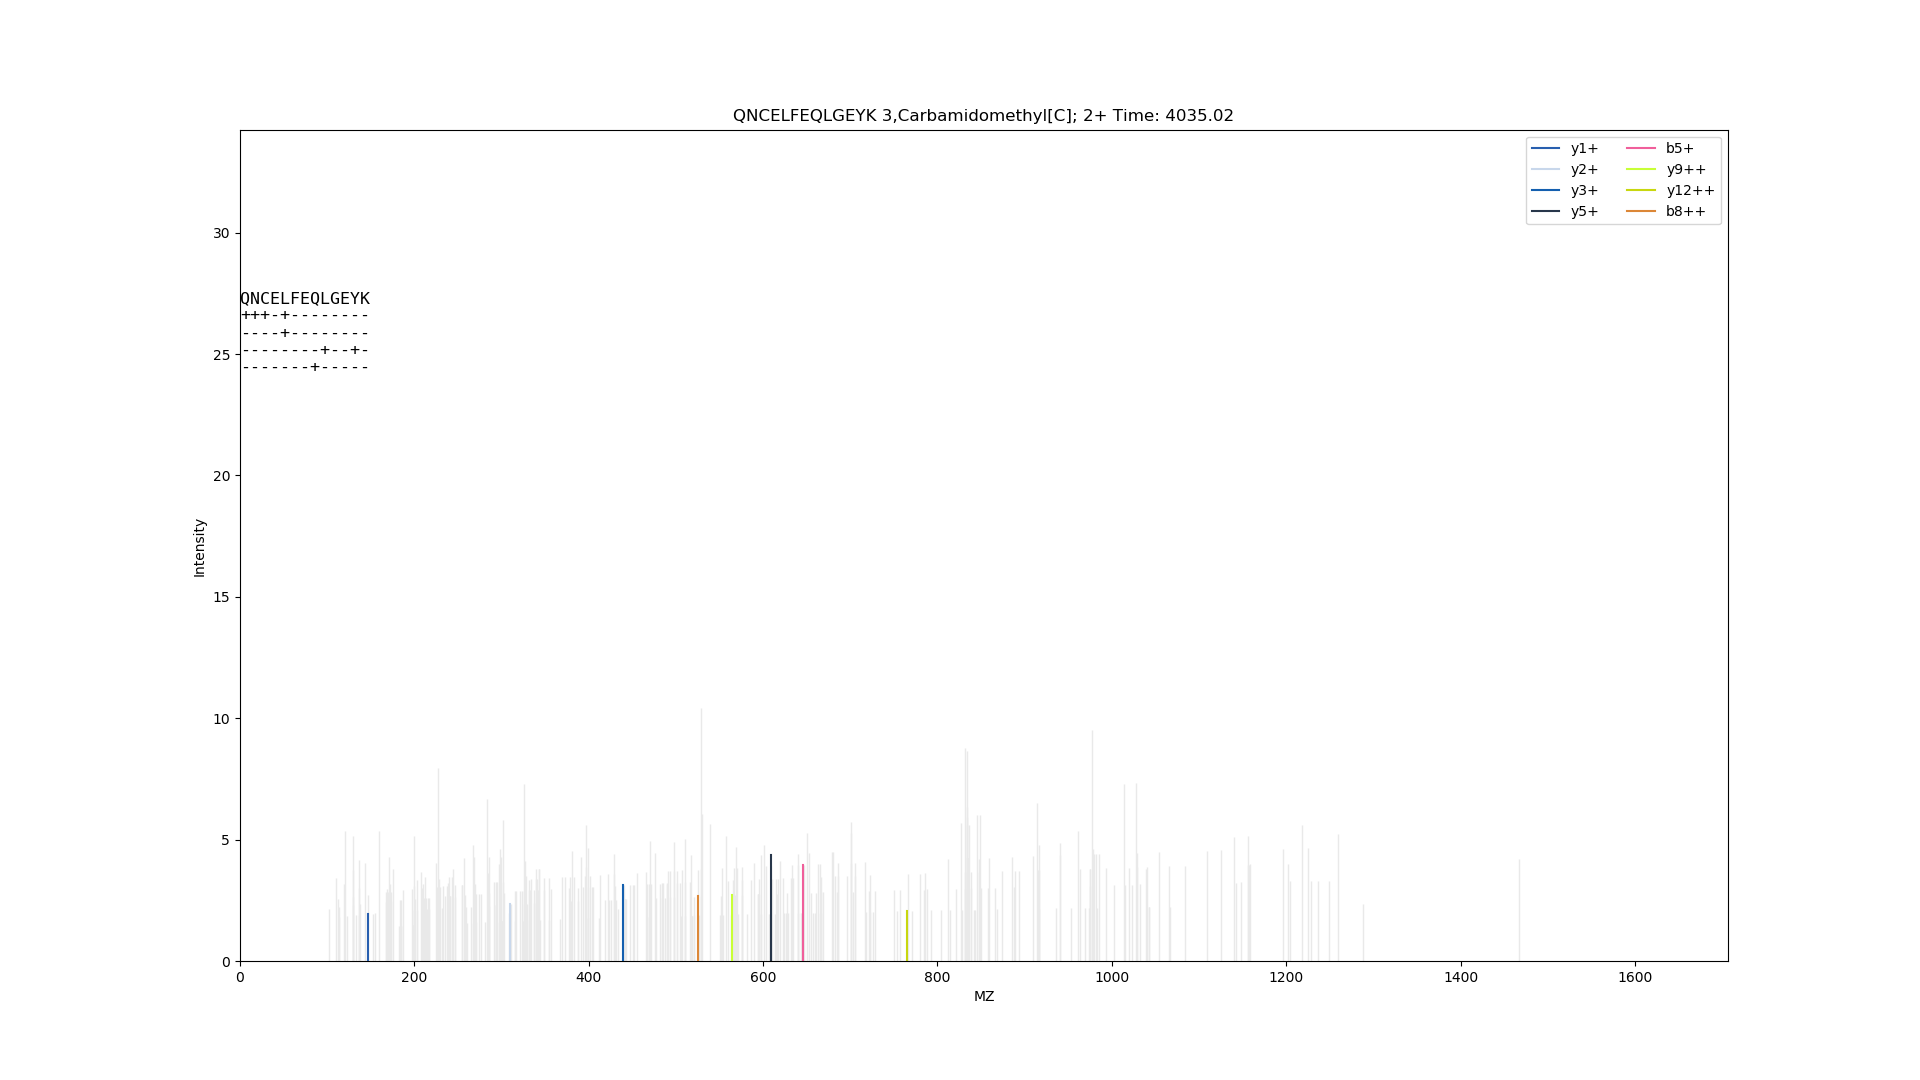 QNCELFEQLGEYK 3,Carbamidomethyl[C]; 2+ Time: 4035.02
y1+ b5+
y2+ y9++
y3+ y12++
y5+ b8++
30
QNCELFEQLGEYK
+++-+--------
----+--------
25
--------+--+-
-------+-----
20
Intensity
15
10
5
0
0 200 400 600 800 1000 1200 1400 1600
MZ